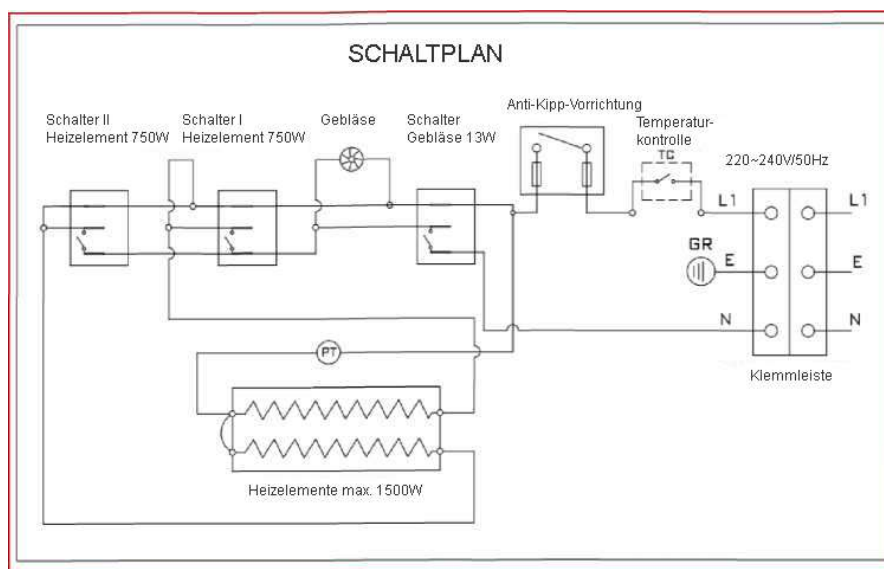 SCHALTPLAN
Schalter II
Heizelement 750W
Schalter I
Heizelement 750W
Gebläse
Schalter
Gebläse 13W
Anti-Kipp-Vorrichtung
Temperatur-
kontrolle
TC
220~240V/50Hz
L1
L1
GR
E
E
N
N
Klemmleiste
PT
Heizelemente max. 1500W